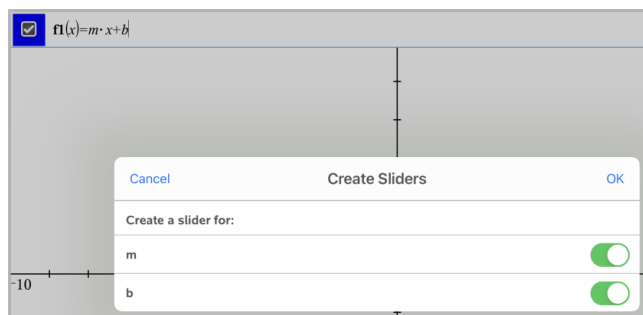 f1(x)=m·x+b
Cancel Create Sliders OK
Create a slider for:
m
-10
b